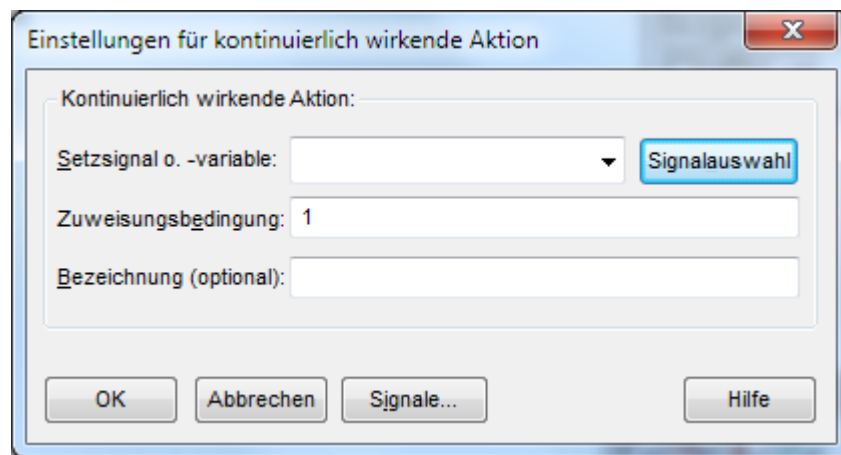 Einstellungen für kontinuierlich wirkende Aktion
Kontinuierlich wirkende Aktion:
Setzsignal o. -variable:
Signalauswahl
Zuweisungsbedingung: 1
Bezeichnung (optional):
OK Abbrechen Signale... Hilfe